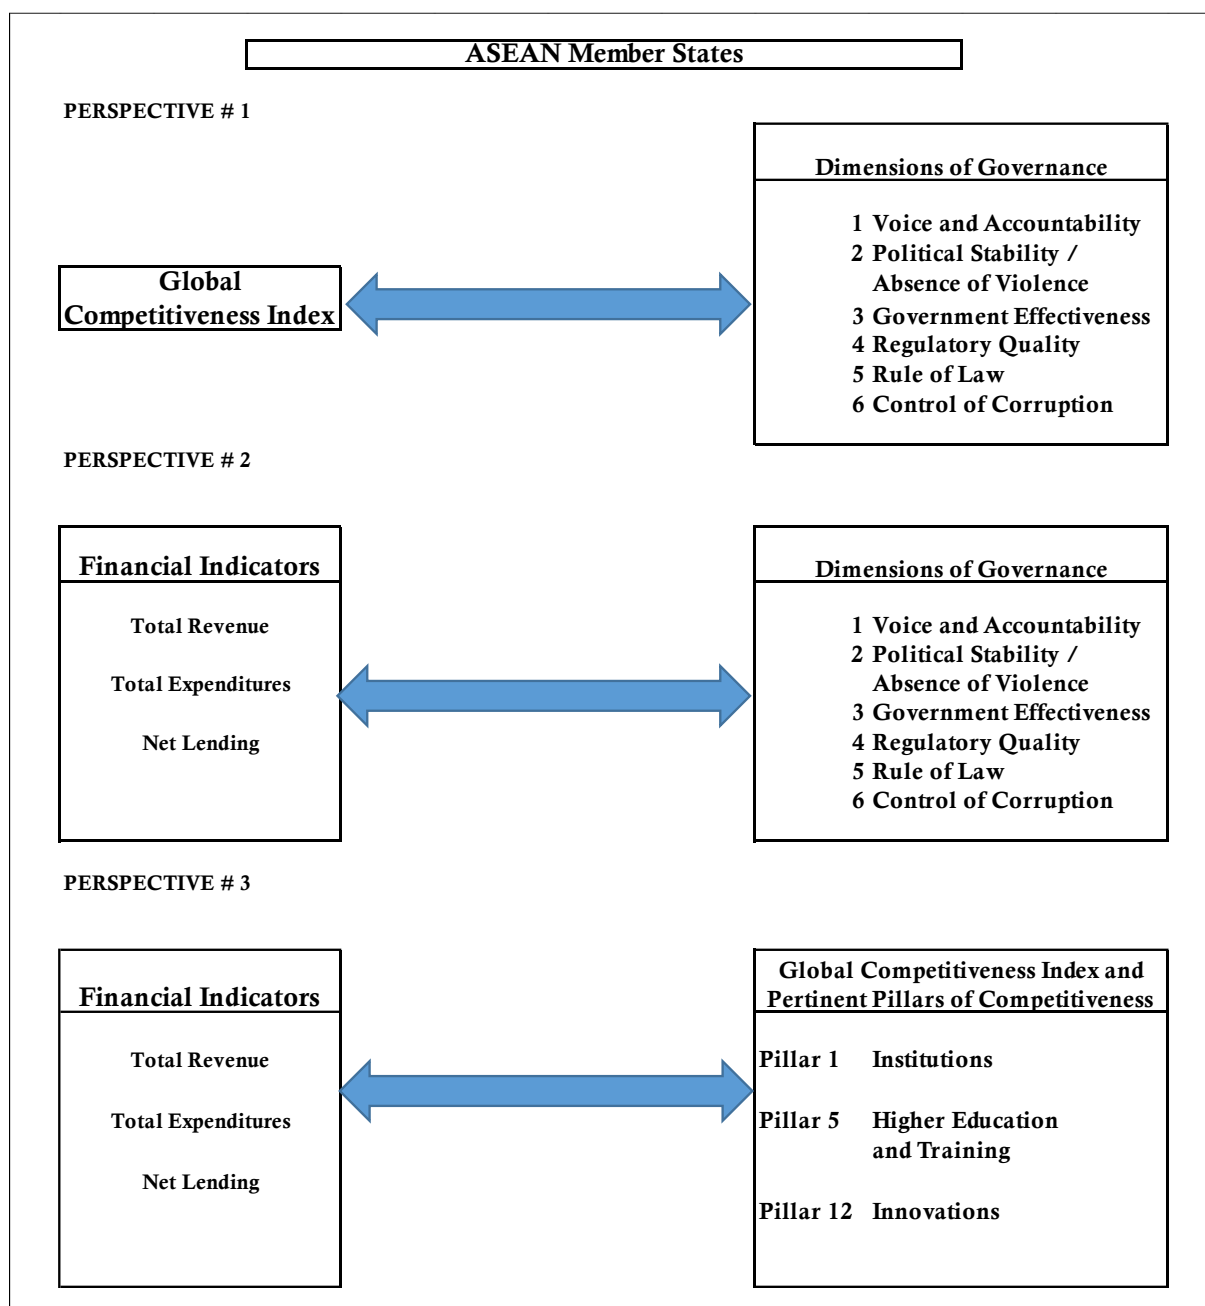 ASEAN Member States
PERSPECTIVE # 1
Global
Competitiveness Index
Dimensions of Governance
1 Voice and Accountability
2 Political Stability /
Absence of Violence
3 Government Effectiveness
4 Regulatory Quality
5 Rule of Law
6 Control of Corruption
PERSPECTIVE # 2
Financial Indicators
Total Revenue
Total Expenditures
Net Lending
Dimensions of Governance
1 Voice and Accountability
2 Political Stability /
Absence of Violence
3 Government Effectiveness
4 Regulatory Quality
5 Rule of Law
6 Control of Corruption
PERSPECTIVE # 3
Financial Indicators
Total Revenue
Total Expenditures
Net Lending
Global Competitiveness Index and
Pertinent Pillars of Competitiveness
Pillar 1 Institutions
Pillar 5 Higher Education
and Training
Pillar 12 Innovations